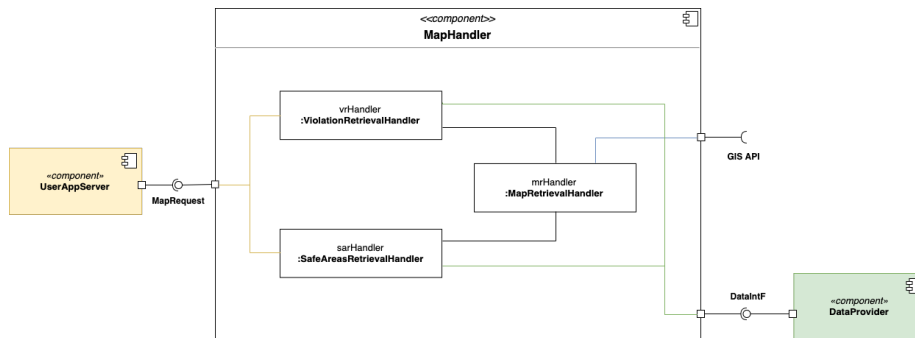 <<component>>
MapHandler
vrHandler
:ViolationRetrievalHandler
GIS API
«component»
UserAppServer
mrHandler
:MapRetrievalHandler
MapRequest
sarHandler
:SafeAreasRetrievalHandler
DataIntF
«component»
DataProvider